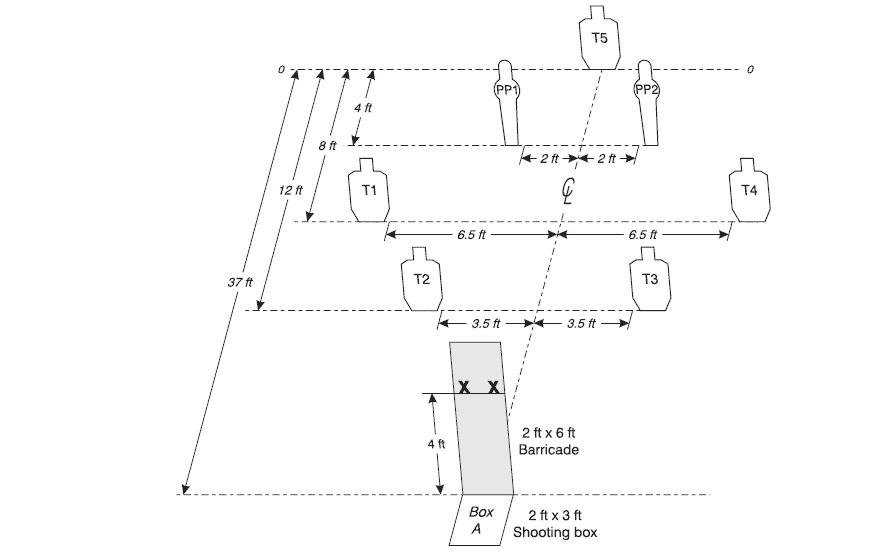 T5
0
0
PP1
PP2
4 ft
8 ft
2 ft
2 ft
T1
12 ft
CL
T4
6.5 ft
6.5 ft
37 ft
T2
T3
3.5 ft
3.5 ft
X X
4 ft
2 ft x 6 ft
Barricade
Box
A
2 ft x 3 ft
Shooting box